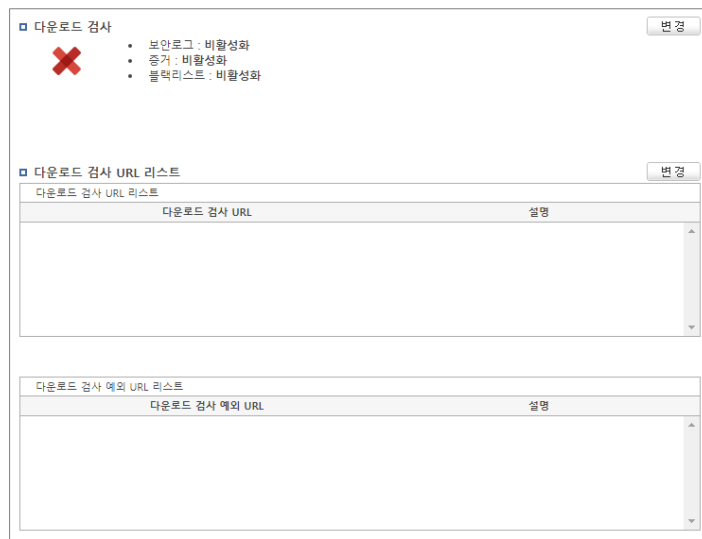 다운로드 검사
변경
보안로그 : 비활성화
증거 : 비활성화
블랙리스트 : 비활성화
다운로드 검사 URL 리스트
변경
다운로드 검사 URL 리스트
다운로드 검사 URL 설명
다운로드 검사 예외 URL 리스트
다운로드 검사 예외 URL 설명